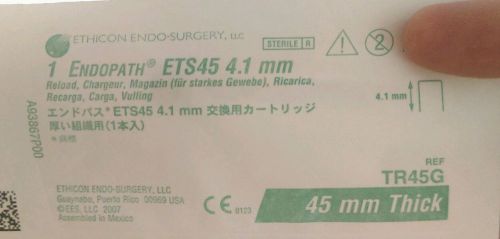 ETHICON ENDO-SURGERY, LLC
STERILE R
2
1 ENDOPATH® ETS45 4.1 mm
Reload, Chargeur, Magazin (für starkes Gewebe), Ricarica,
Recarga, Carga, Vulling
エンドパス® ETS45 4.1 mm 交換用カートリッジ
厚い組織用(1本入)
4.1 mm
A93867P00
REF
TR45G
ETHICON ENDO-SURGERY, LLC
Guaynabo, Puerto Rico 00969 USA
©EES, LLC 2007
Assembled in Mexico
CE 0123
45 mm Thick